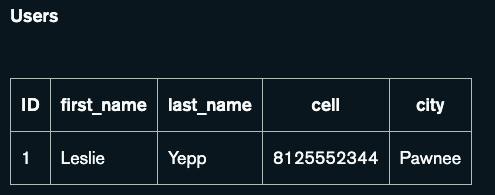 Users
ID first_name last_name cell city
1 Leslie Yepp 8125552344 Pawnee